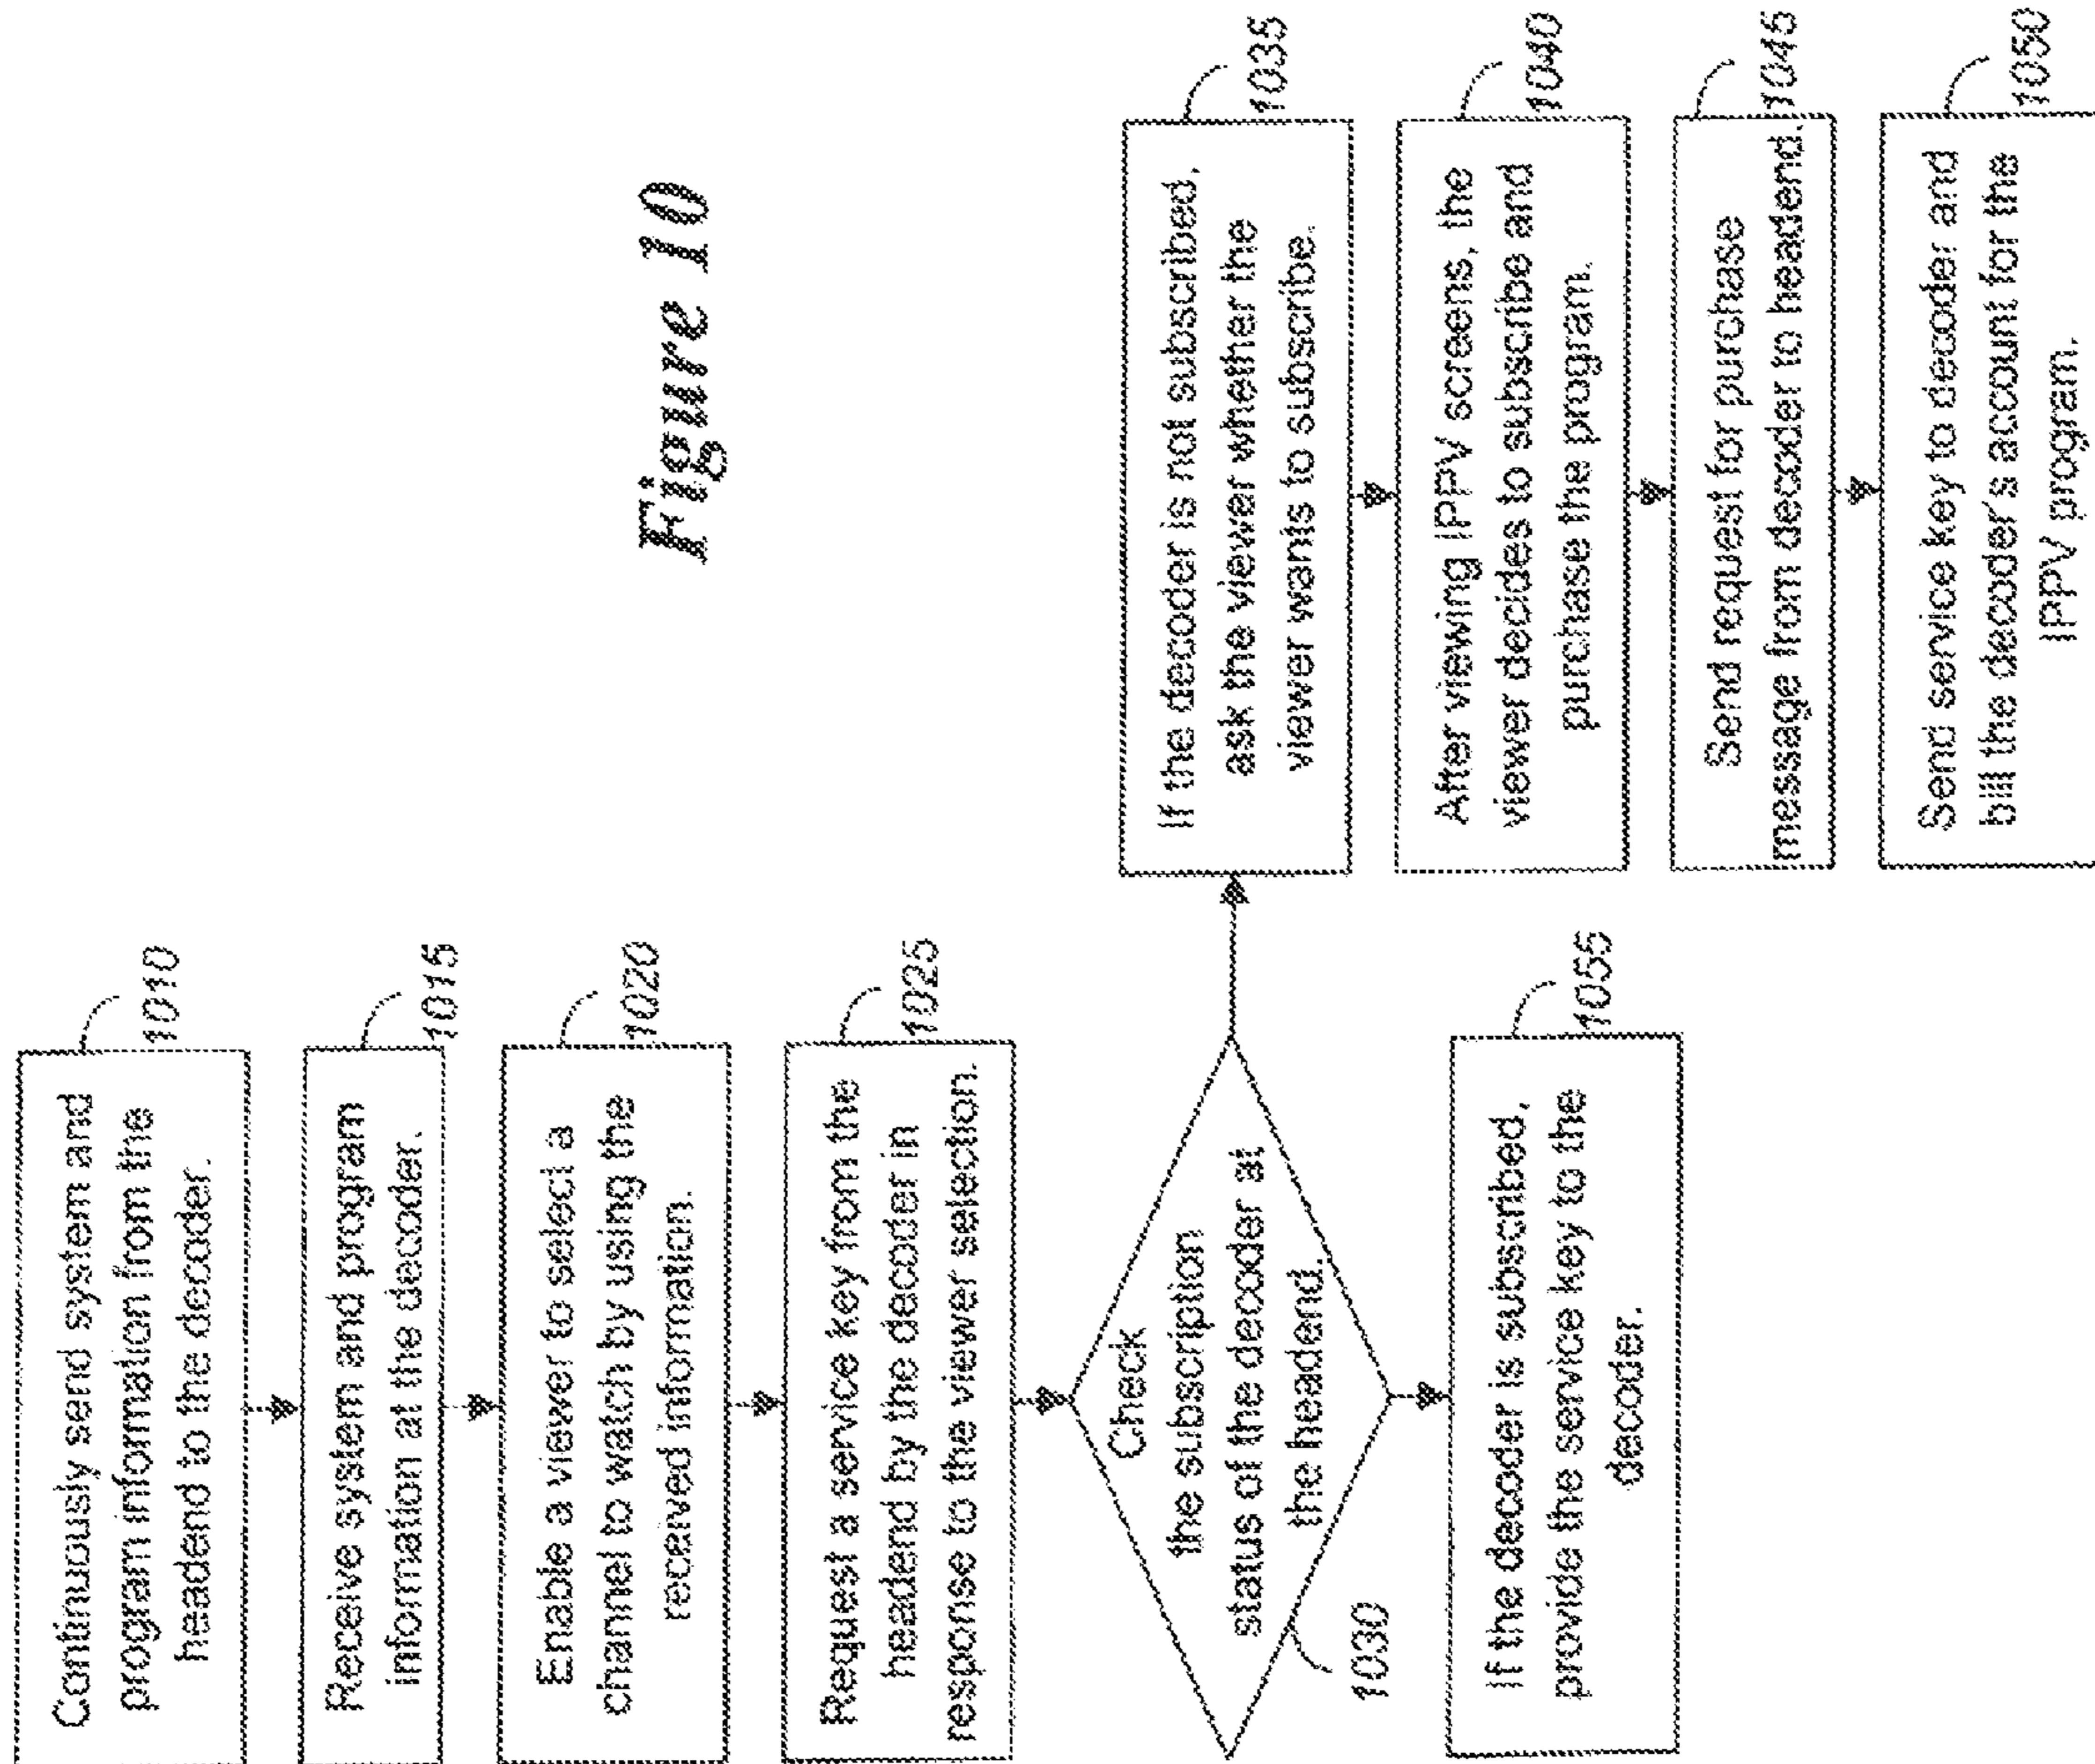 Continuously send system and
program information from the
headend to the decoder.
1010
Receive system and program
information at the decoder.
1015
Enable a viewer to select a
channel to watch by using the
received information.
1020
Request a service key from the
headend by the decoder in
response to the viewer selection.
1025
Check
the subscription
status of the decoder at
the headend.
1030
If the decoder is subscribed,
provide the service key to the
decoder.
1055
If the decoder is not subscribed,
ask the viewer whether the
viewer wants to subscribe.
1035
After viewing IPPV screens, the
viewer decides to subscribe and
purchase the program.
1040
Send request for purchase
message from decoder to headend.
1045
Send service key to decoder and
bill the decoder's account for the
IPPV program.
1050
Figure 10